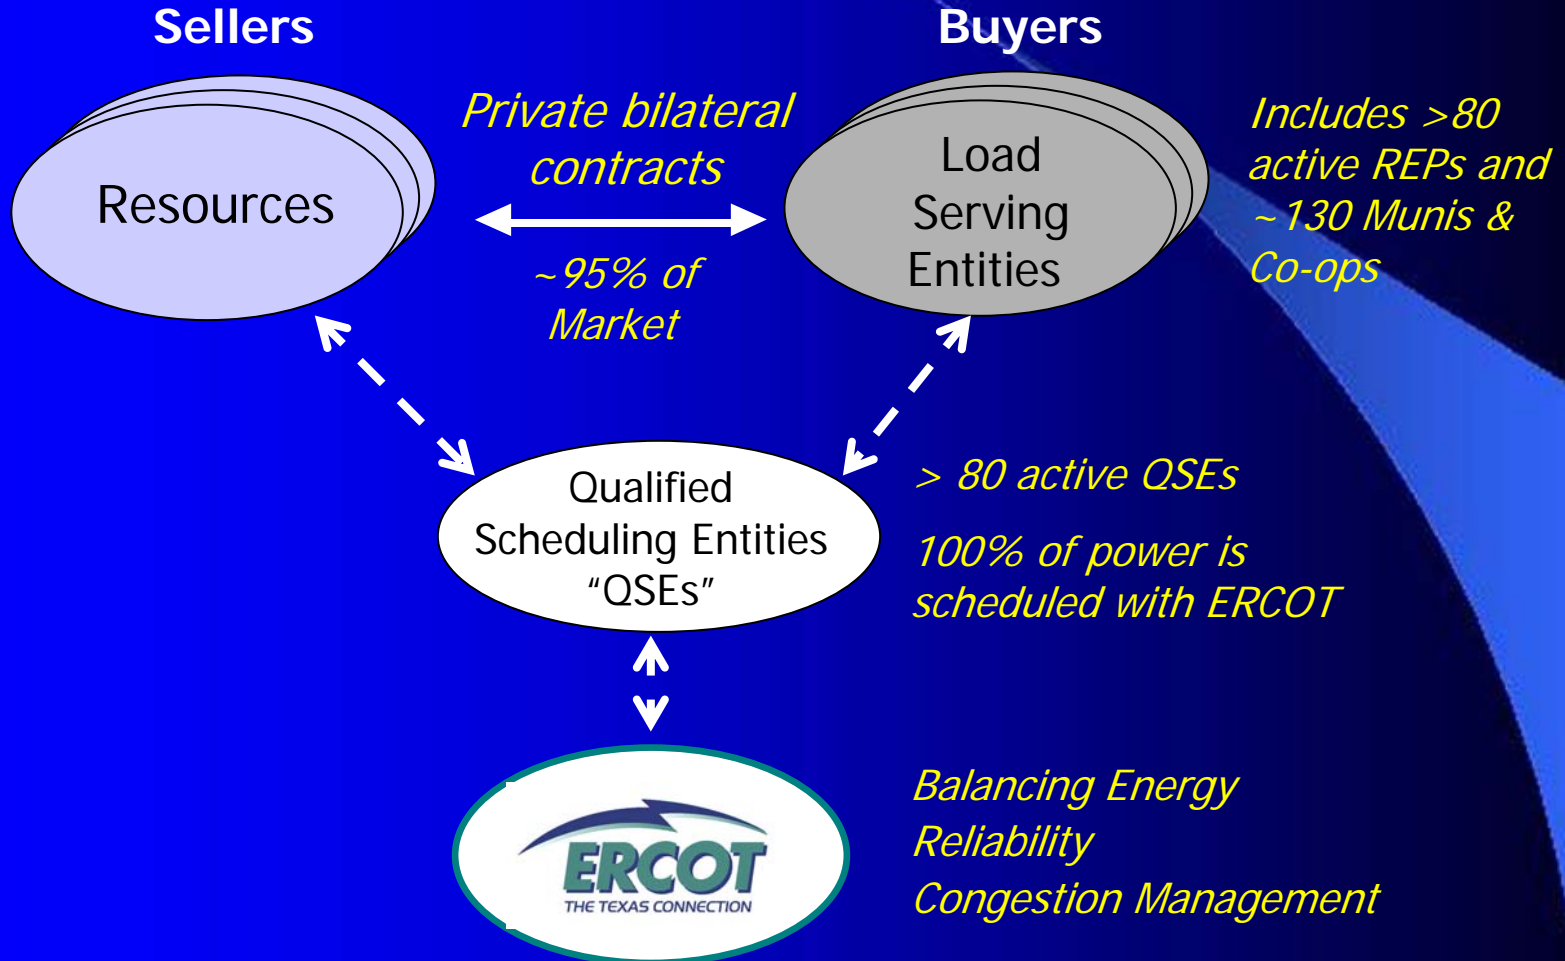 Sellers
Buyers
Resources
Private bilateral
contracts
~95% of
Market
Load
Serving
Entities
Includes >80
active REPs and
~130 Munis &
Co-ops
Qualified
Scheduling Entities
“QSEs”
> 80 active QSEs
100% of power is
scheduled with ERCOT
ERCOT
THE TEXAS CONNECTION
Balancing Energy
Reliability
Congestion Management